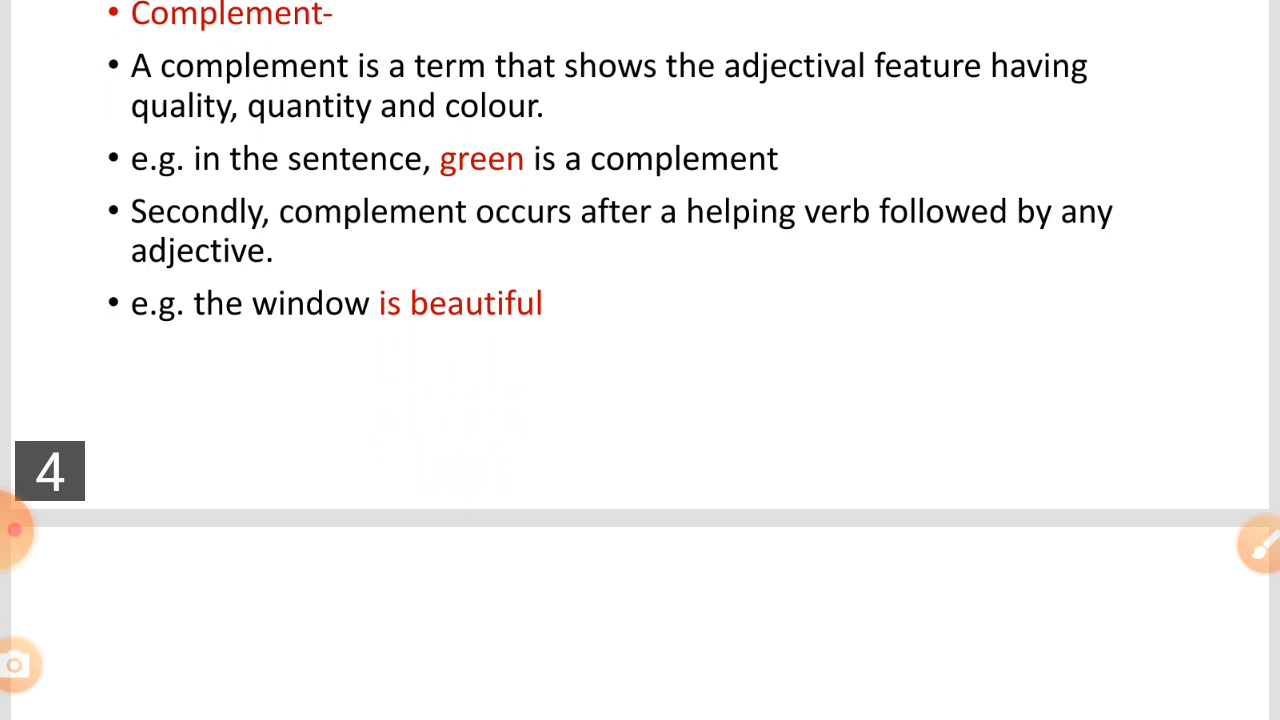 • Complement-
• A complement is a term that shows the adjectival feature having
quality, quantity and colour.
• e.g. in the sentence, green is a complement
• Secondly, complement occurs after a helping verb followed by any
adjective.
• e.g. the window is beautiful
4